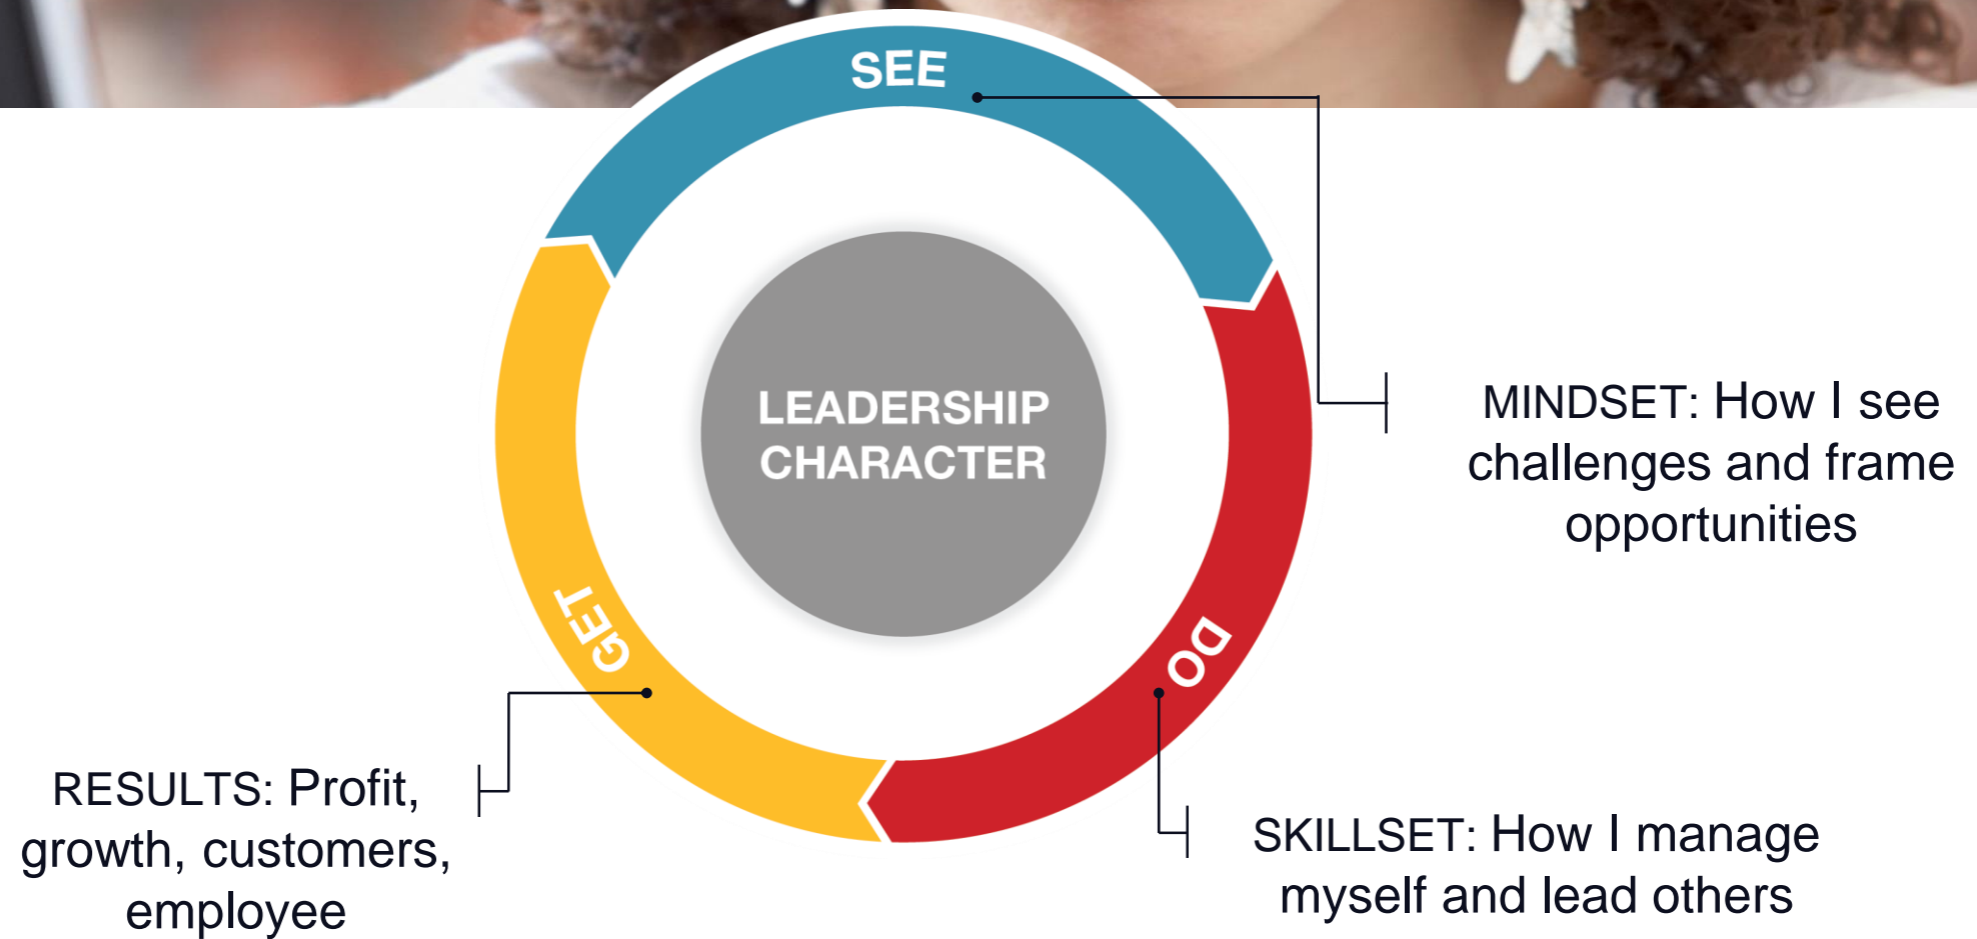 SEE
LEADERSHIP
CHARACTER
MINDSET: How I see
challenges and frame
opportunities
GET
DO
RESULTS: Profit,
growth, customers,
employee
SKILLSET: How I manage
myself and lead others